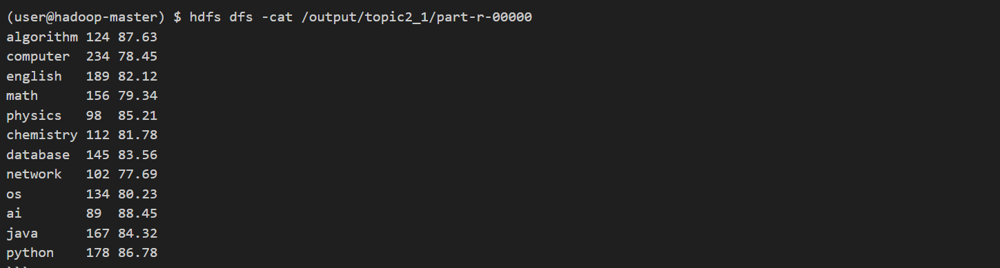 (user@hadoop-master) $ hdfs dfs -cat /output/topic2_1/part-r-00000
algorithm 124 87.63
computer  234 78.45
english   189 82.12
math      156 79.34
physics   98  85.21
chemistry 112 81.78
database  145 83.56
network   102 77.69
os        134 80.23
ai        89  88.45
java      167 84.32
python    178 86.78
```